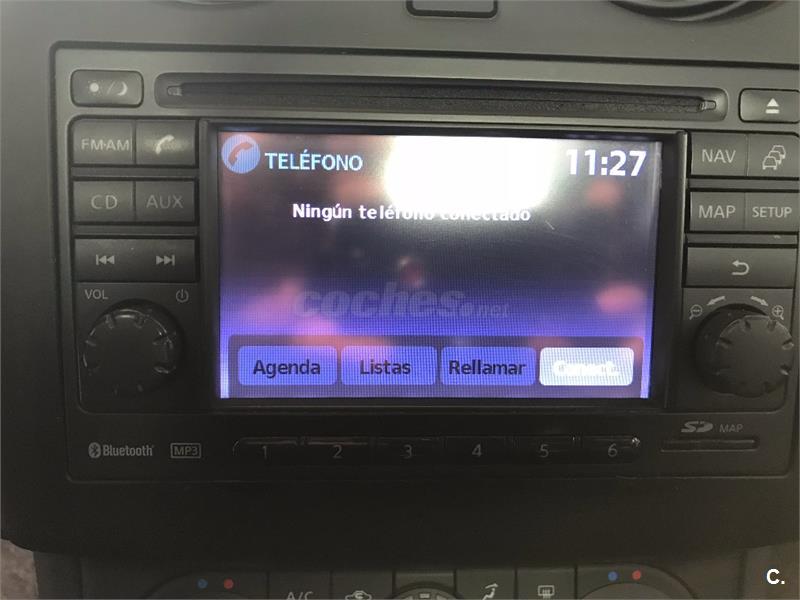 FM·AM
CD AUX
VOL
TELÉFONO 11:27
Ningún teléfono conectado
coches.net
Agenda Listas Rellamar Conect.
NAV
MAP SETUP
Bluetooth MP3
1 2 3 4 5 6
SD MAP
A/C
C.